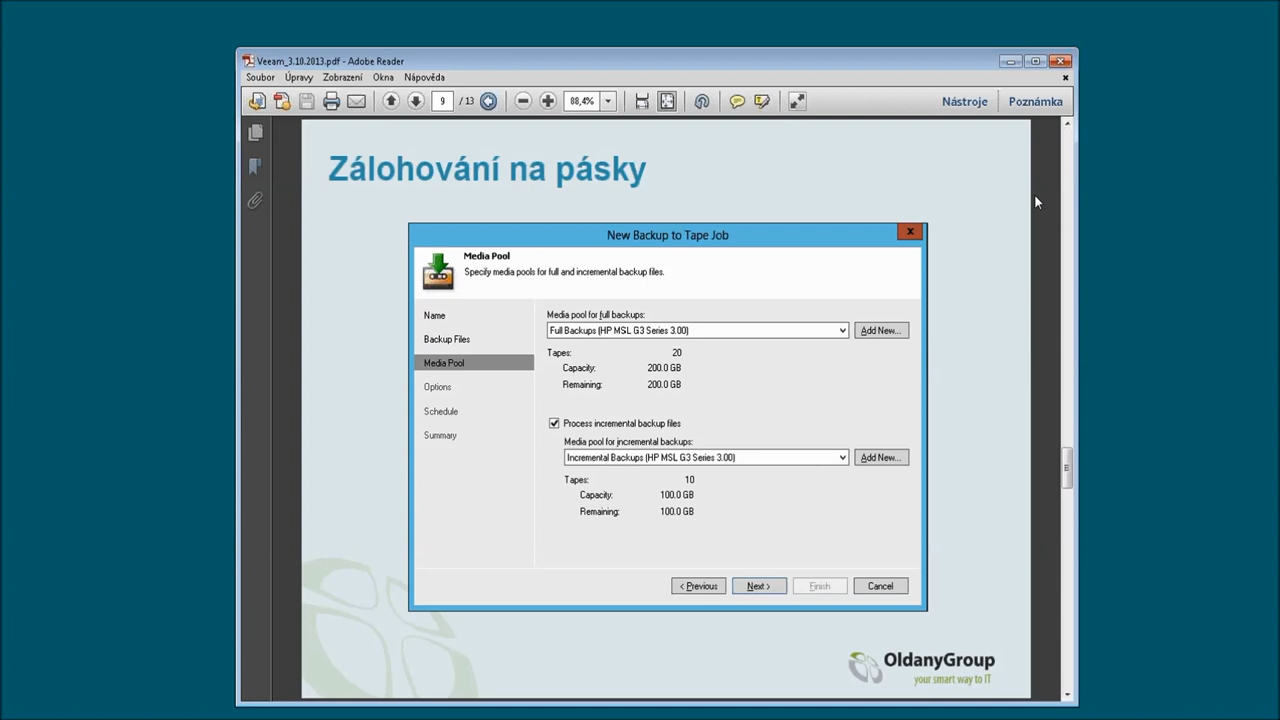 Veeam_3.10.2013.pdf - Adobe Reader
Soubor Úpravy Zobrazení Okna Nápověda
9 / 13 88,4% Nástroje Poznámka
Zálohování na pásky
New Backup to Tape Job
Media Pool
Specify media pools for full and incremental backup files.
Name
Backup Files
Media Pool
Options
Schedule
Summary
Media pool for full backups:
Full Backups (HP MSL G3 Series 3.00) Add New...
Tapes: 20
Capacity: 200.0 GB
Remaining: 200.0 GB
Process incremental backup files
Media pool for incremental backups:
Incremental Backups (HP MSL G3 Series 3.00) Add New...
Tapes: 10
Capacity: 100.0 GB
Remaining: 100.0 GB
< Previous Next > Finish Cancel
OldanyGroup
your smart way to IT